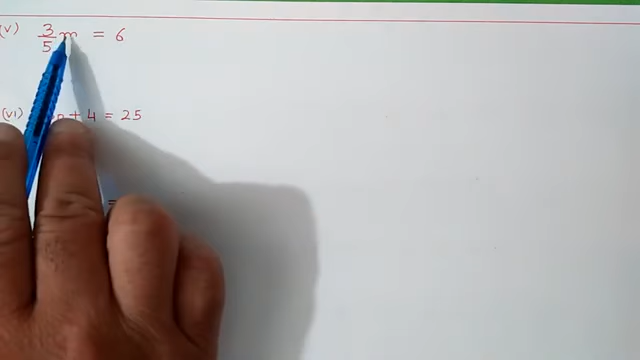 (v) 3/5 m = 6
(vi) n + 4 = 25
=